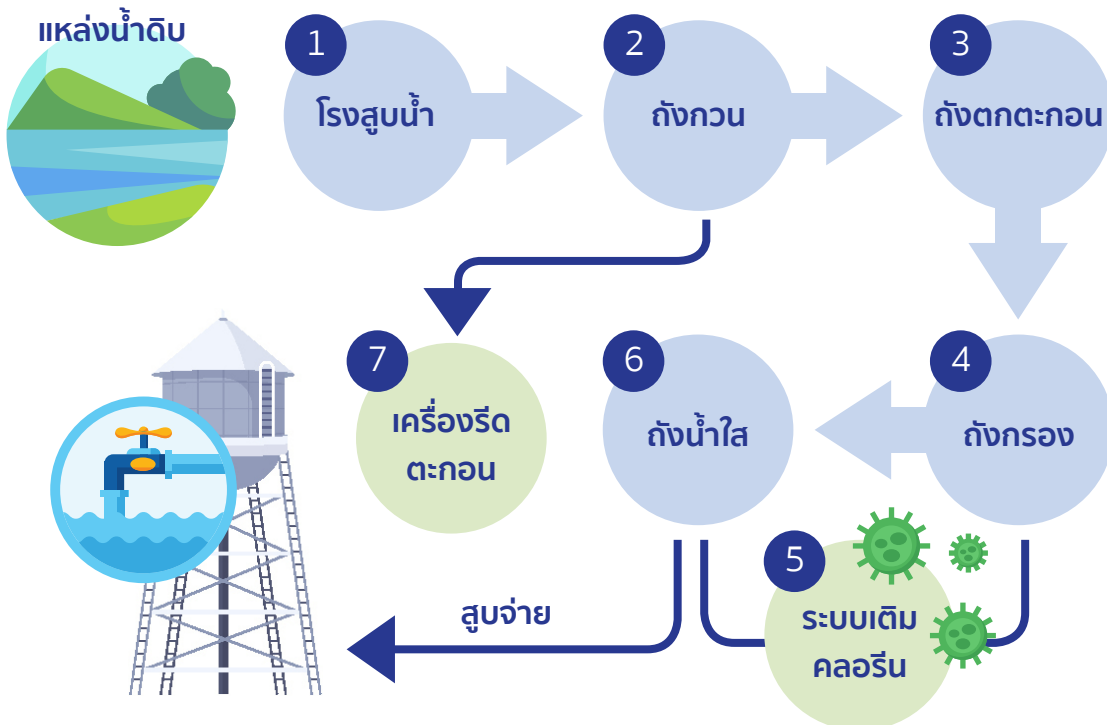 แหล่งน้ำดิบ
1
โรงสูบน้ำ
2
ถังกวน
3
ถังตกตะกอน
4
ถังกรอง
5
ระบบเติม
คลอรีน
6
ถังน้ำใส
7
เครื่องรีด
ตะกอน
สูบจ่าย